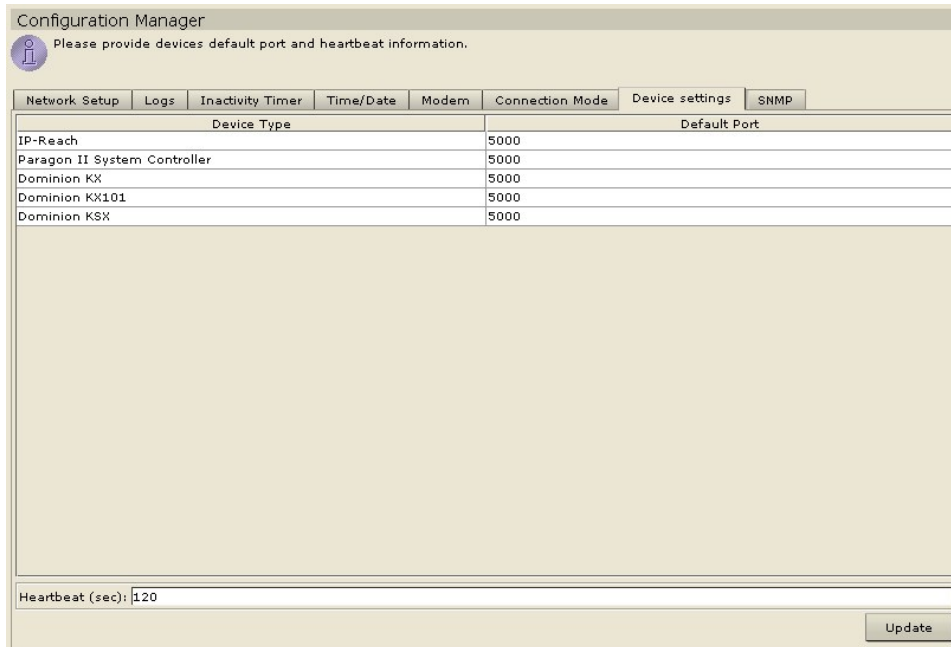 Configuration Manager
Please provide devices default port and heartbeat information.
Network Setup Logs Inactivity Timer Time/Date Modem Connection Mode Device settings SNMP
Device Type Default Port
IP-Reach 5000
Paragon II System Controller 5000
Dominion KX 5000
Dominion KX101 5000
Dominion KSX 5000
Heartbeat (sec): 120
Update